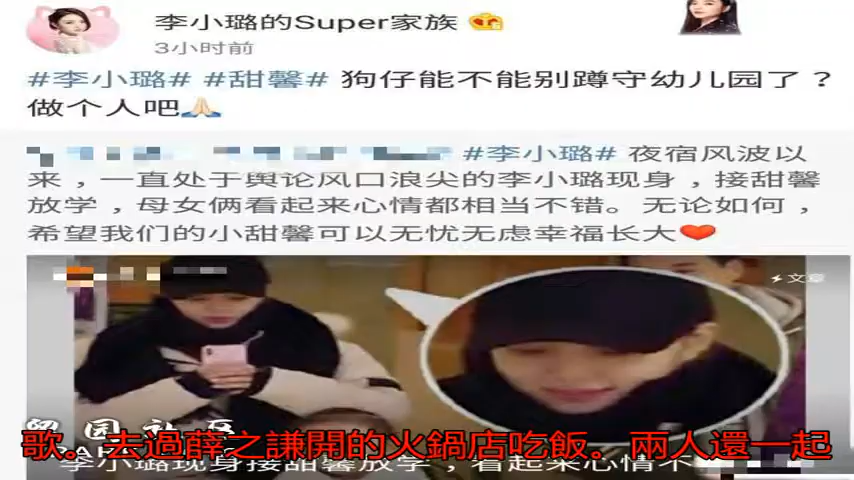 李小璐的Super家族
3小时前
#李小璐# #甜馨# 狗仔能不能别蹲守幼儿园了？
做个人吧🙏🏻
#李小璐# 夜宿风波以
来，一直处于舆论风口浪尖的李小璐现身，接甜馨
放学，母女俩看起来心情都相当不错。无论如何，
希望我们的小甜馨可以无忧无虑幸福长大❤️
文章
歌。去過薛之謙開的火鍋店吃飯。兩人還一起
李小璐现身接甜馨放学，看起来心情不